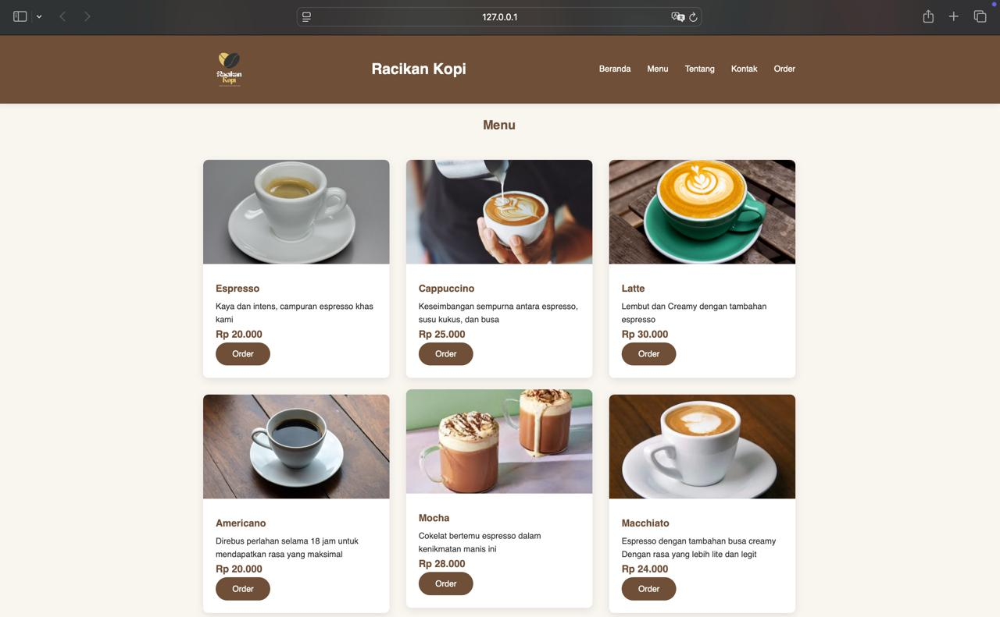 127.0.0.1
Racikan
Kopi
Racikan Kopi
Beranda Menu Tentang Kontak Order
Menu
Espresso
Kaya dan intens, campuran espresso khas
kami
Rp 20.000
Order
Cappuccino
Keseimbangan sempurna antara espresso,
susu kukus, dan busa
Rp 25.000
Order
Latte
Lembut dan Creamy dengan tambahan
espresso
Rp 30.000
Order
Americano
Direbus perlahan selama 18 jam untuk
mendapatkan rasa yang maksimal
Rp 20.000
Order
Mocha
Cokelat bertemu espresso dalam
kenikmatan manis ini
Rp 28.000
Order
Macchiato
Espresso dengan tambahan busa creamy
Dengan rasa yang lebih lite dan legit
Rp 24.000
Order